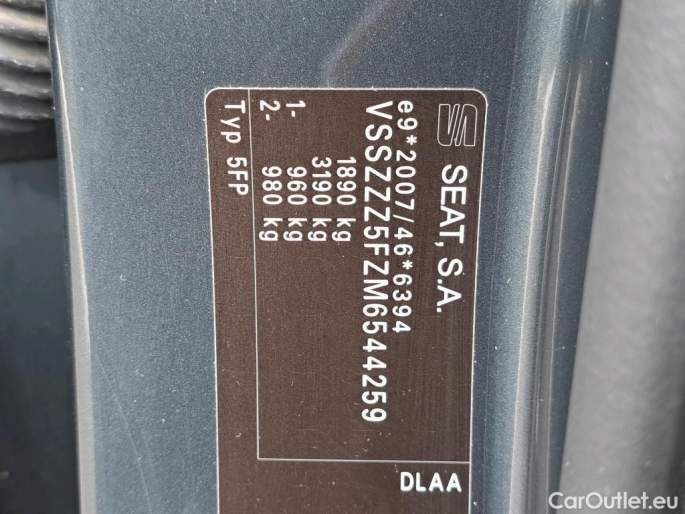 SEAT, S.A.
e9*2007/46*6394
VSSZZZ5FZM6544259
1890 kg
3190 kg
1- 960 kg
2- 980 kg
Typ 5FP
DLAA
CarOutlet.eu